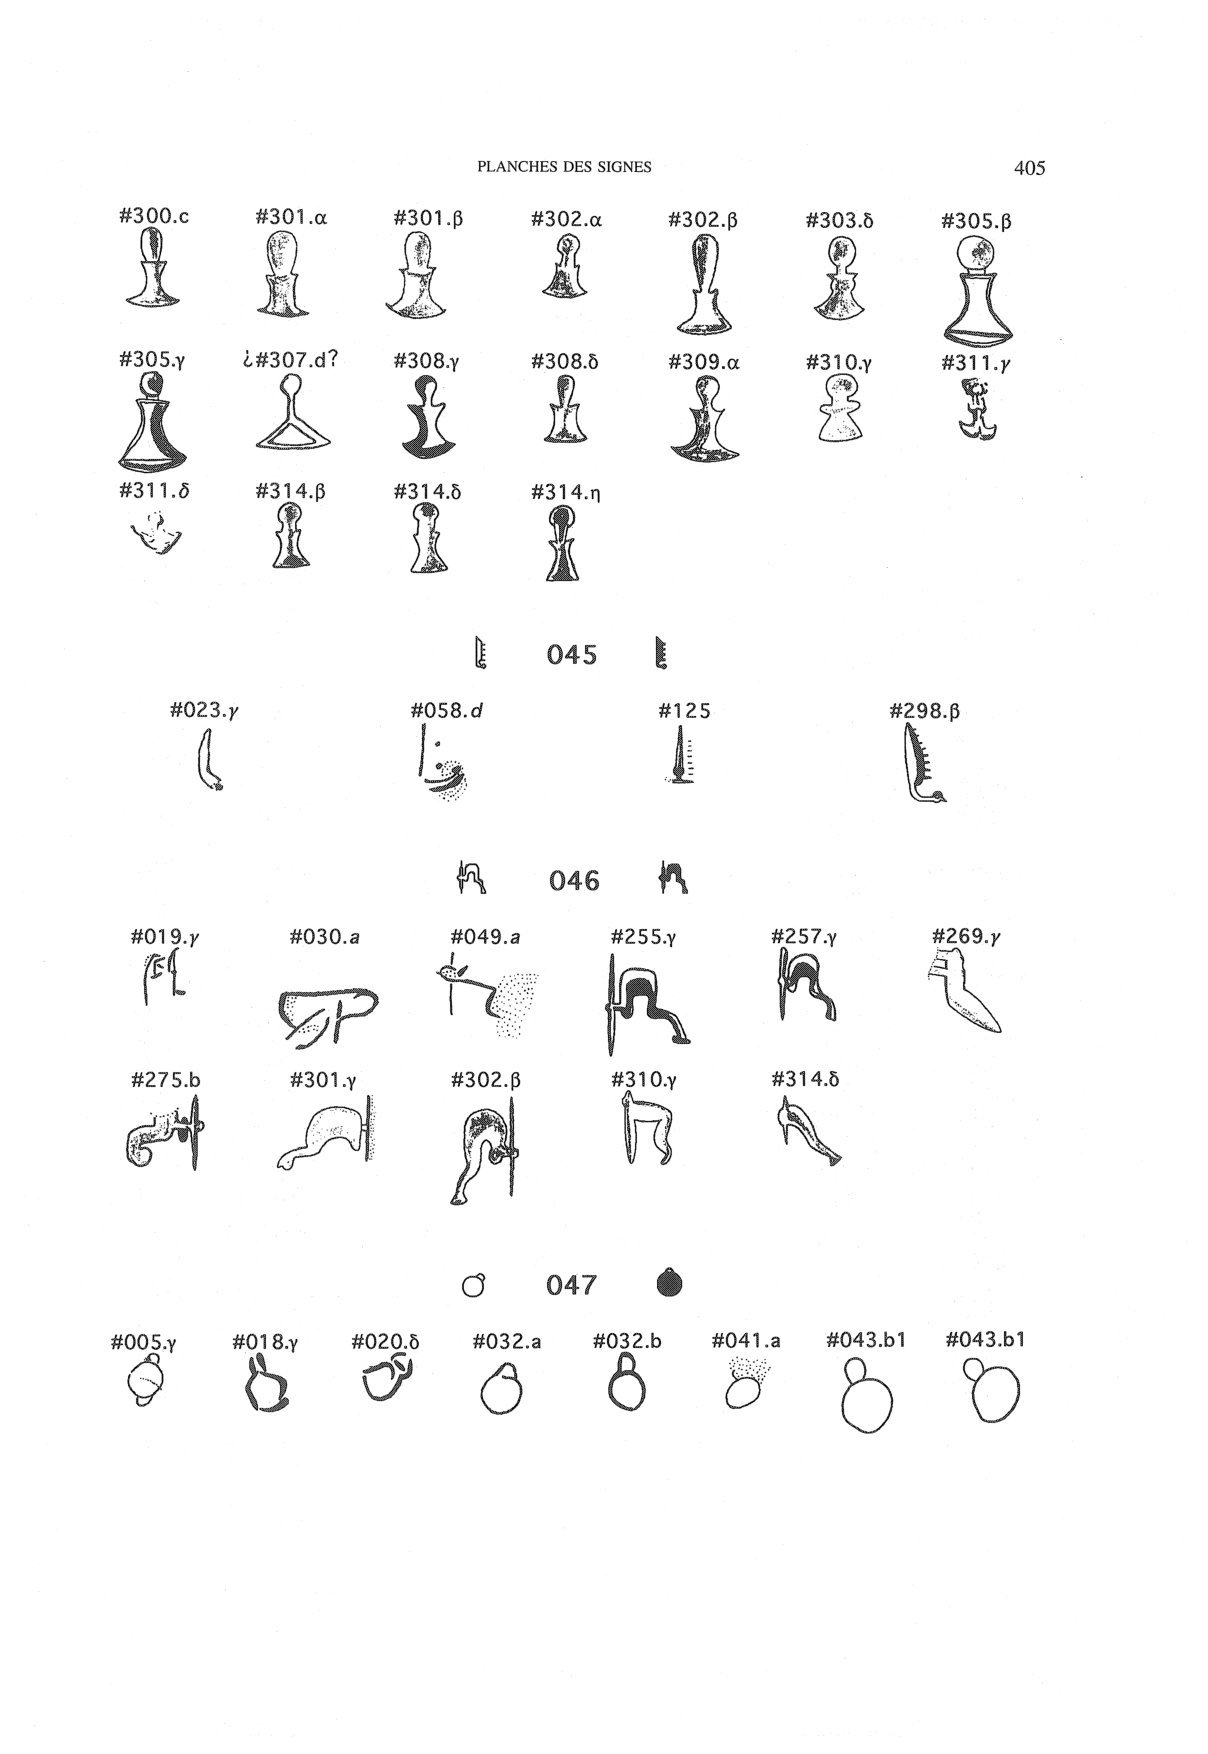 PLANCHES DES SIGNES 405
#300.c #301.α #301.β #302.α #302.β #303.δ #305.β
#305.γ ¿#307.d? #308.γ #308.δ #309.α #310.γ #311.γ
#311.δ #314.β #314.δ #314.η
045
#023.γ #058.d #125 #298.β
046
#019.γ #030.a #049.a #255.γ #257.γ #269.γ
#275.b #301.γ #302.β #310.γ #314.δ
047
#005.γ #018.γ #020.δ #032.a #032.b #041.a #043.b1 #043.b1